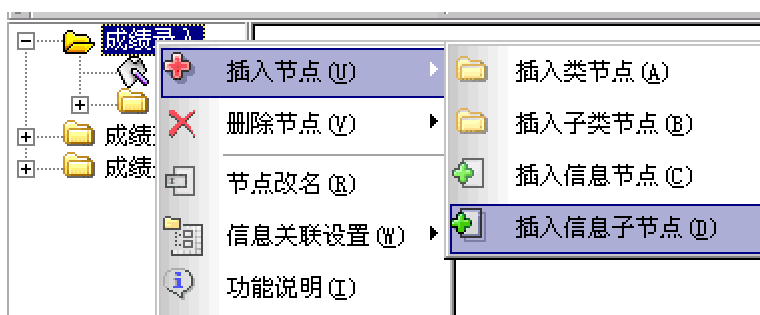 成绩录入
插入节点(U)
删除节点(V)
节点改名(R)
信息关联设置(W)
功能说明(I)
插入类节点(A)
插入子类节点(B)
插入信息节点(C)
插入信息子节点(D)
成绩
成绩